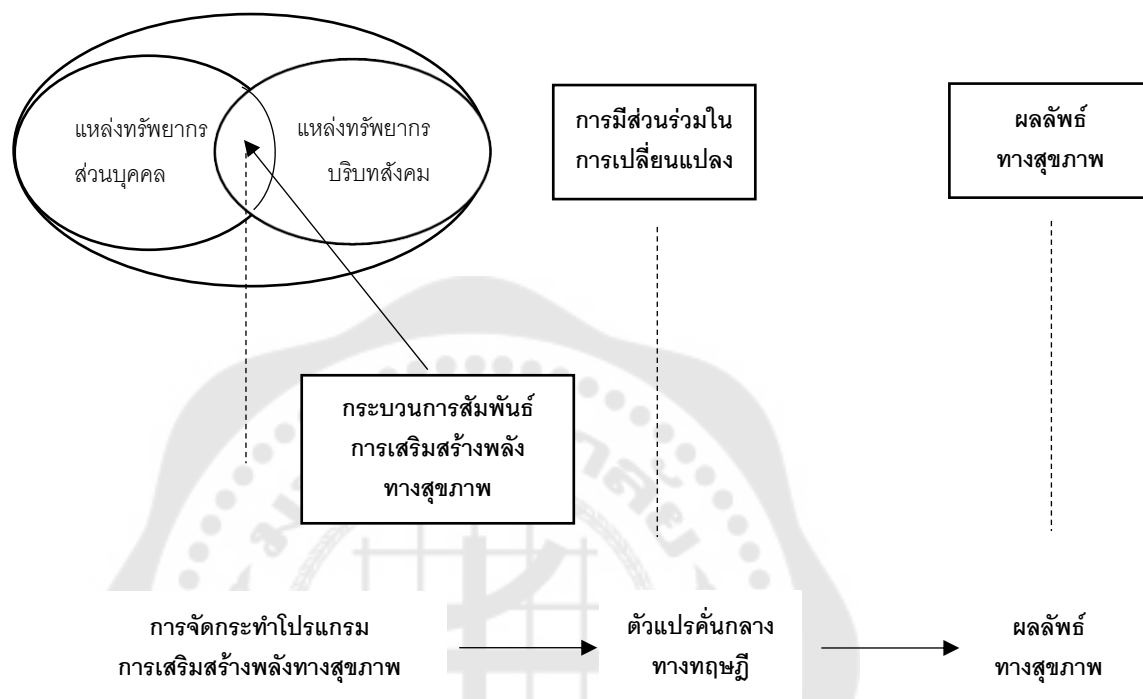 แหล่งทรัพยากร
ส่วนบุคคล
แหล่งทรัพยากร
บริบทสังคม
การมีส่วนร่วมใน
การเปลี่ยนแปลง
ผลลัพธ์
ทางสุขภาพ
กระบวนการสัมพันธ์
การเสริมสร้างพลัง
ทางสุขภาพ
การจัดกระทำโปรแกรม
การเสริมสร้างพลังทางสุขภาพ
ตัวแปรคั่นกลาง
ทางทฤษฎี
ผลลัพธ์
ทางสุขภาพ